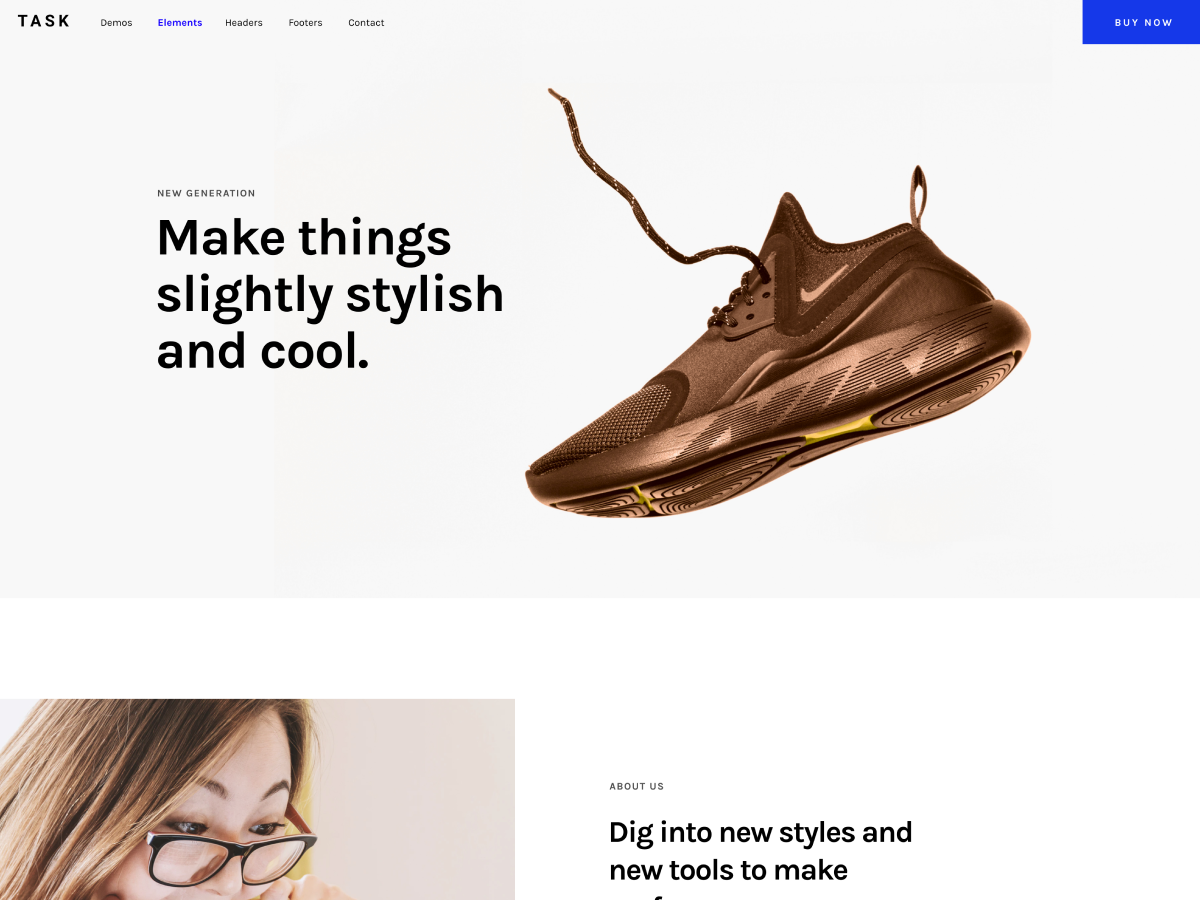 TASK
Demos
Elements
Headers
Footers
Contact
BUY NOW
NEW GENERATION
Make things
slightly stylish
and cool.
ABOUT US
Dig into new styles and
new tools to make